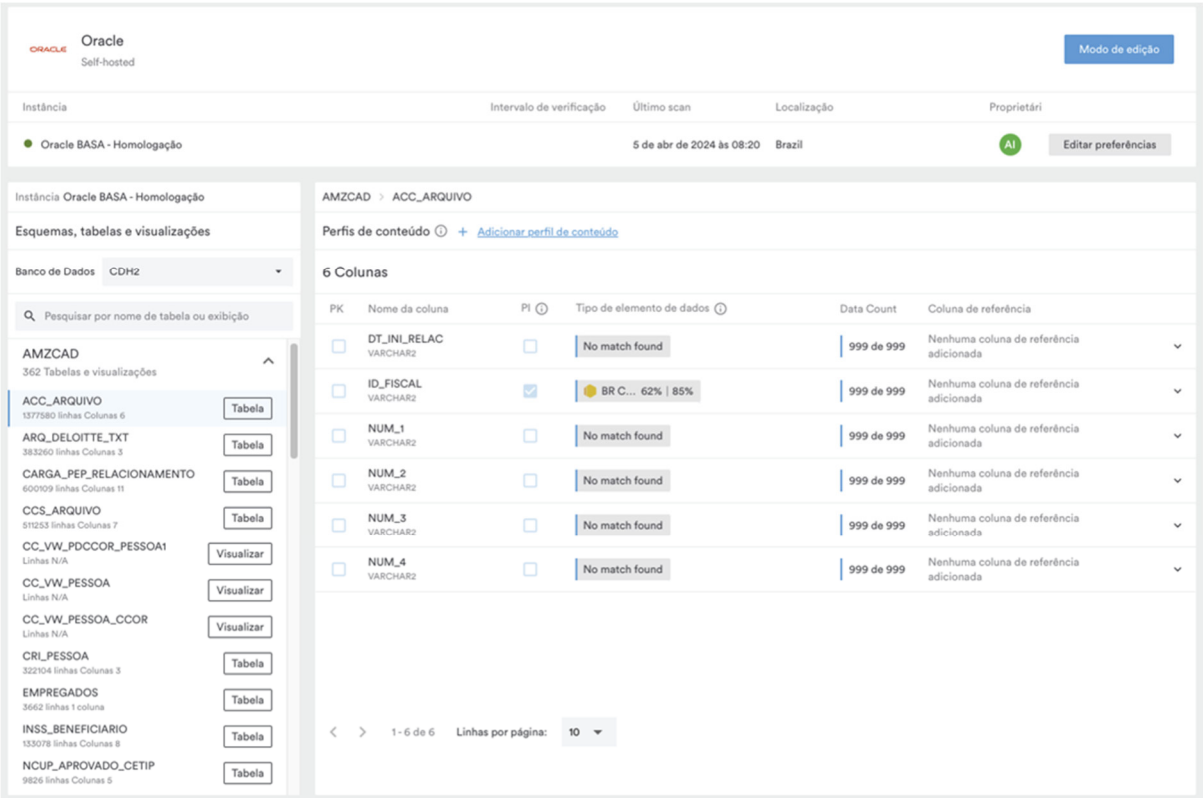 ORACLE
Oracle
Self-hosted
Modo de edição
Instância Intervalo de verificação Último scan Localização Proprietári
Oracle BASA - Homologação 5 de abr de 2024 às 08:20 Brazil AI Editar preferências
Instância Oracle BASA - Homologação
Esquemas, tabelas e visualizações
Banco de Dados CDH2
Pesquisar por nome de tabela ou exibição
AMZCAD
362 Tabelas e visualizações
ACC_ARQUIVO
1377580 linhas Colunas 6
Tabela
ARQ_DELOITTE_TXT
383260 linhas Colunas 3
Tabela
CARGA_PEP_RELACIONAMENTO
600109 linhas Colunas 11
Tabela
CCS_ARQUIVO
511253 linhas Colunas 7
Tabela
CC_VW_PDCCOR_PESSOA1
Linhas N/A
Visualizar
CC_VW_PESSOA
Linhas N/A
Visualizar
CC_VW_PESSOA_CCOR
Linhas N/A
Visualizar
CRI_PESSOA
322104 linhas Colunas 3
Tabela
EMPREGADOS
3662 linhas 1 coluna
Tabela
INSS_BENEFICIARIO
133078 linhas Colunas 8
Tabela
NCUP_APROVADO_CETIP
9826 linhas Colunas 5
Tabela
AMZCAD > ACC_ARQUIVO
Perfis de conteúdo + Adicionar perfil de conteúdo
6 Colunas
PK Nome da coluna PI Tipo de elemento de dados Data Count Coluna de referência
DT_INI_RELAC
VARCHAR2
No match found
999 de 999
Nenhuma coluna de referência
adicionada
ID_FISCAL
VARCHAR2
BR C... 62% | 85%
999 de 999
Nenhuma coluna de referência
adicionada
NUM_1
VARCHAR2
No match found
999 de 999
Nenhuma coluna de referência
adicionada
NUM_2
VARCHAR2
No match found
999 de 999
Nenhuma coluna de referência
adicionada
NUM_3
VARCHAR2
No match found
999 de 999
Nenhuma coluna de referência
adicionada
NUM_4
VARCHAR2
No match found
999 de 999
Nenhuma coluna de referência
adicionada
1 - 6 de 6 Linhas por página: 10